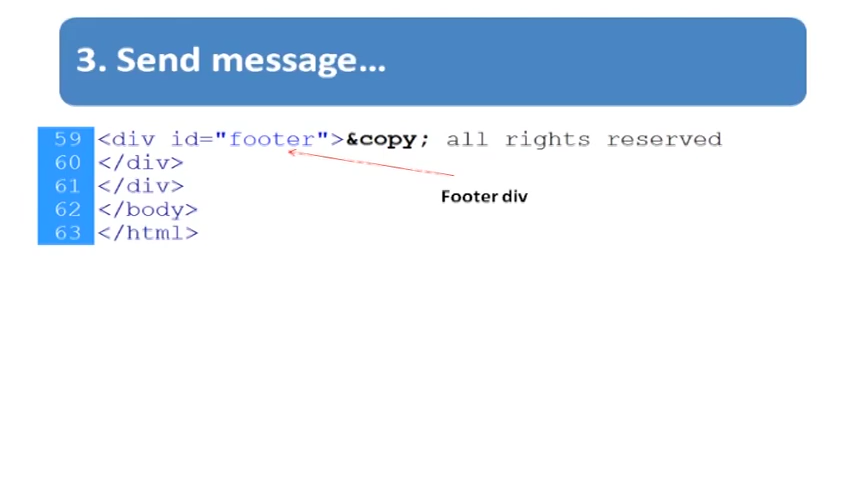 3. Send message...
59 <div id="footer">&copy; all rights reserved
60 </div>
Footer div
61 </div>
62 </body>
63 </html>